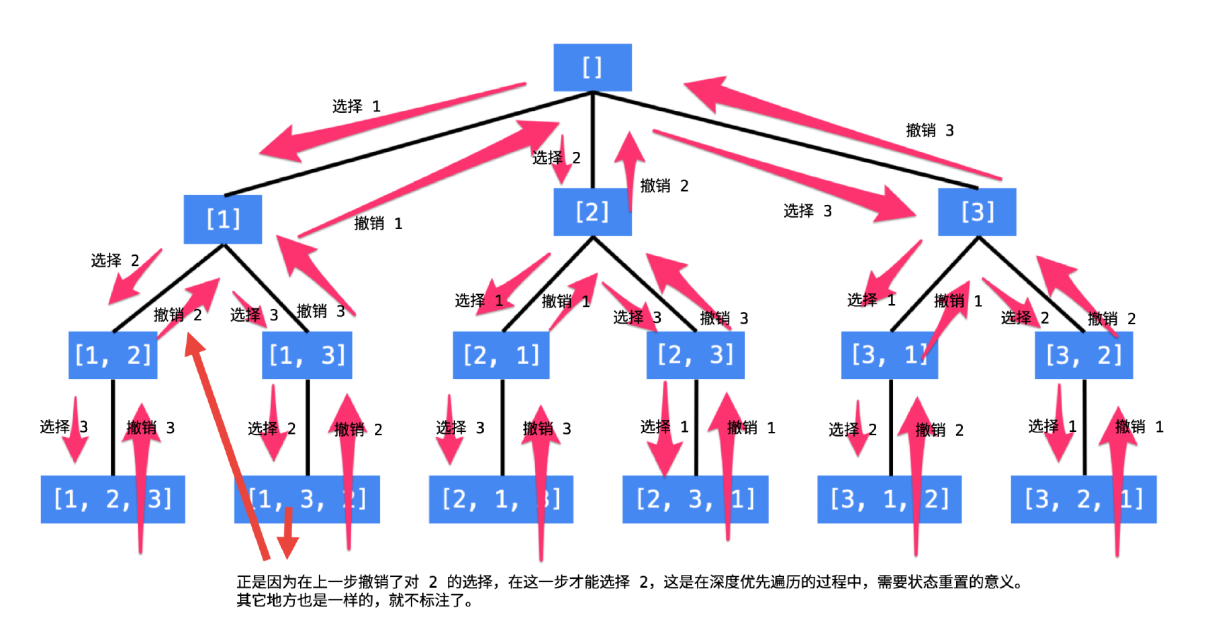 []
选择 1
撤销 3
选择 2
撤销 2
[1]
撤销 1
[2]
选择 3
[3]
选择 2
撤销 2
选择 3
撤销 3
选择 1
撤销 1
选择 3
撤销 3
选择 1
撤销 1
选择 2
撤销 2
[1, 2]
[1, 3]
[2, 1]
[2, 3]
[3, 1]
[3, 2]
选择 3
撤销 3
选择 2
撤销 2
选择 3
撤销 3
选择 1
撤销 1
选择 2
撤销 2
选择 1
撤销 1
[1, 2, 3]
[1, 3, 2]
[2, 1, 3]
[2, 3, 1]
[3, 1, 2]
[3, 2, 1]
正是因为在上一步撤销了对 2 的选择，在这一步才能选择 2，这是在深度优先遍历的过程中，需要状态重置的意义。
其它地方也是一样的，就不标注了。